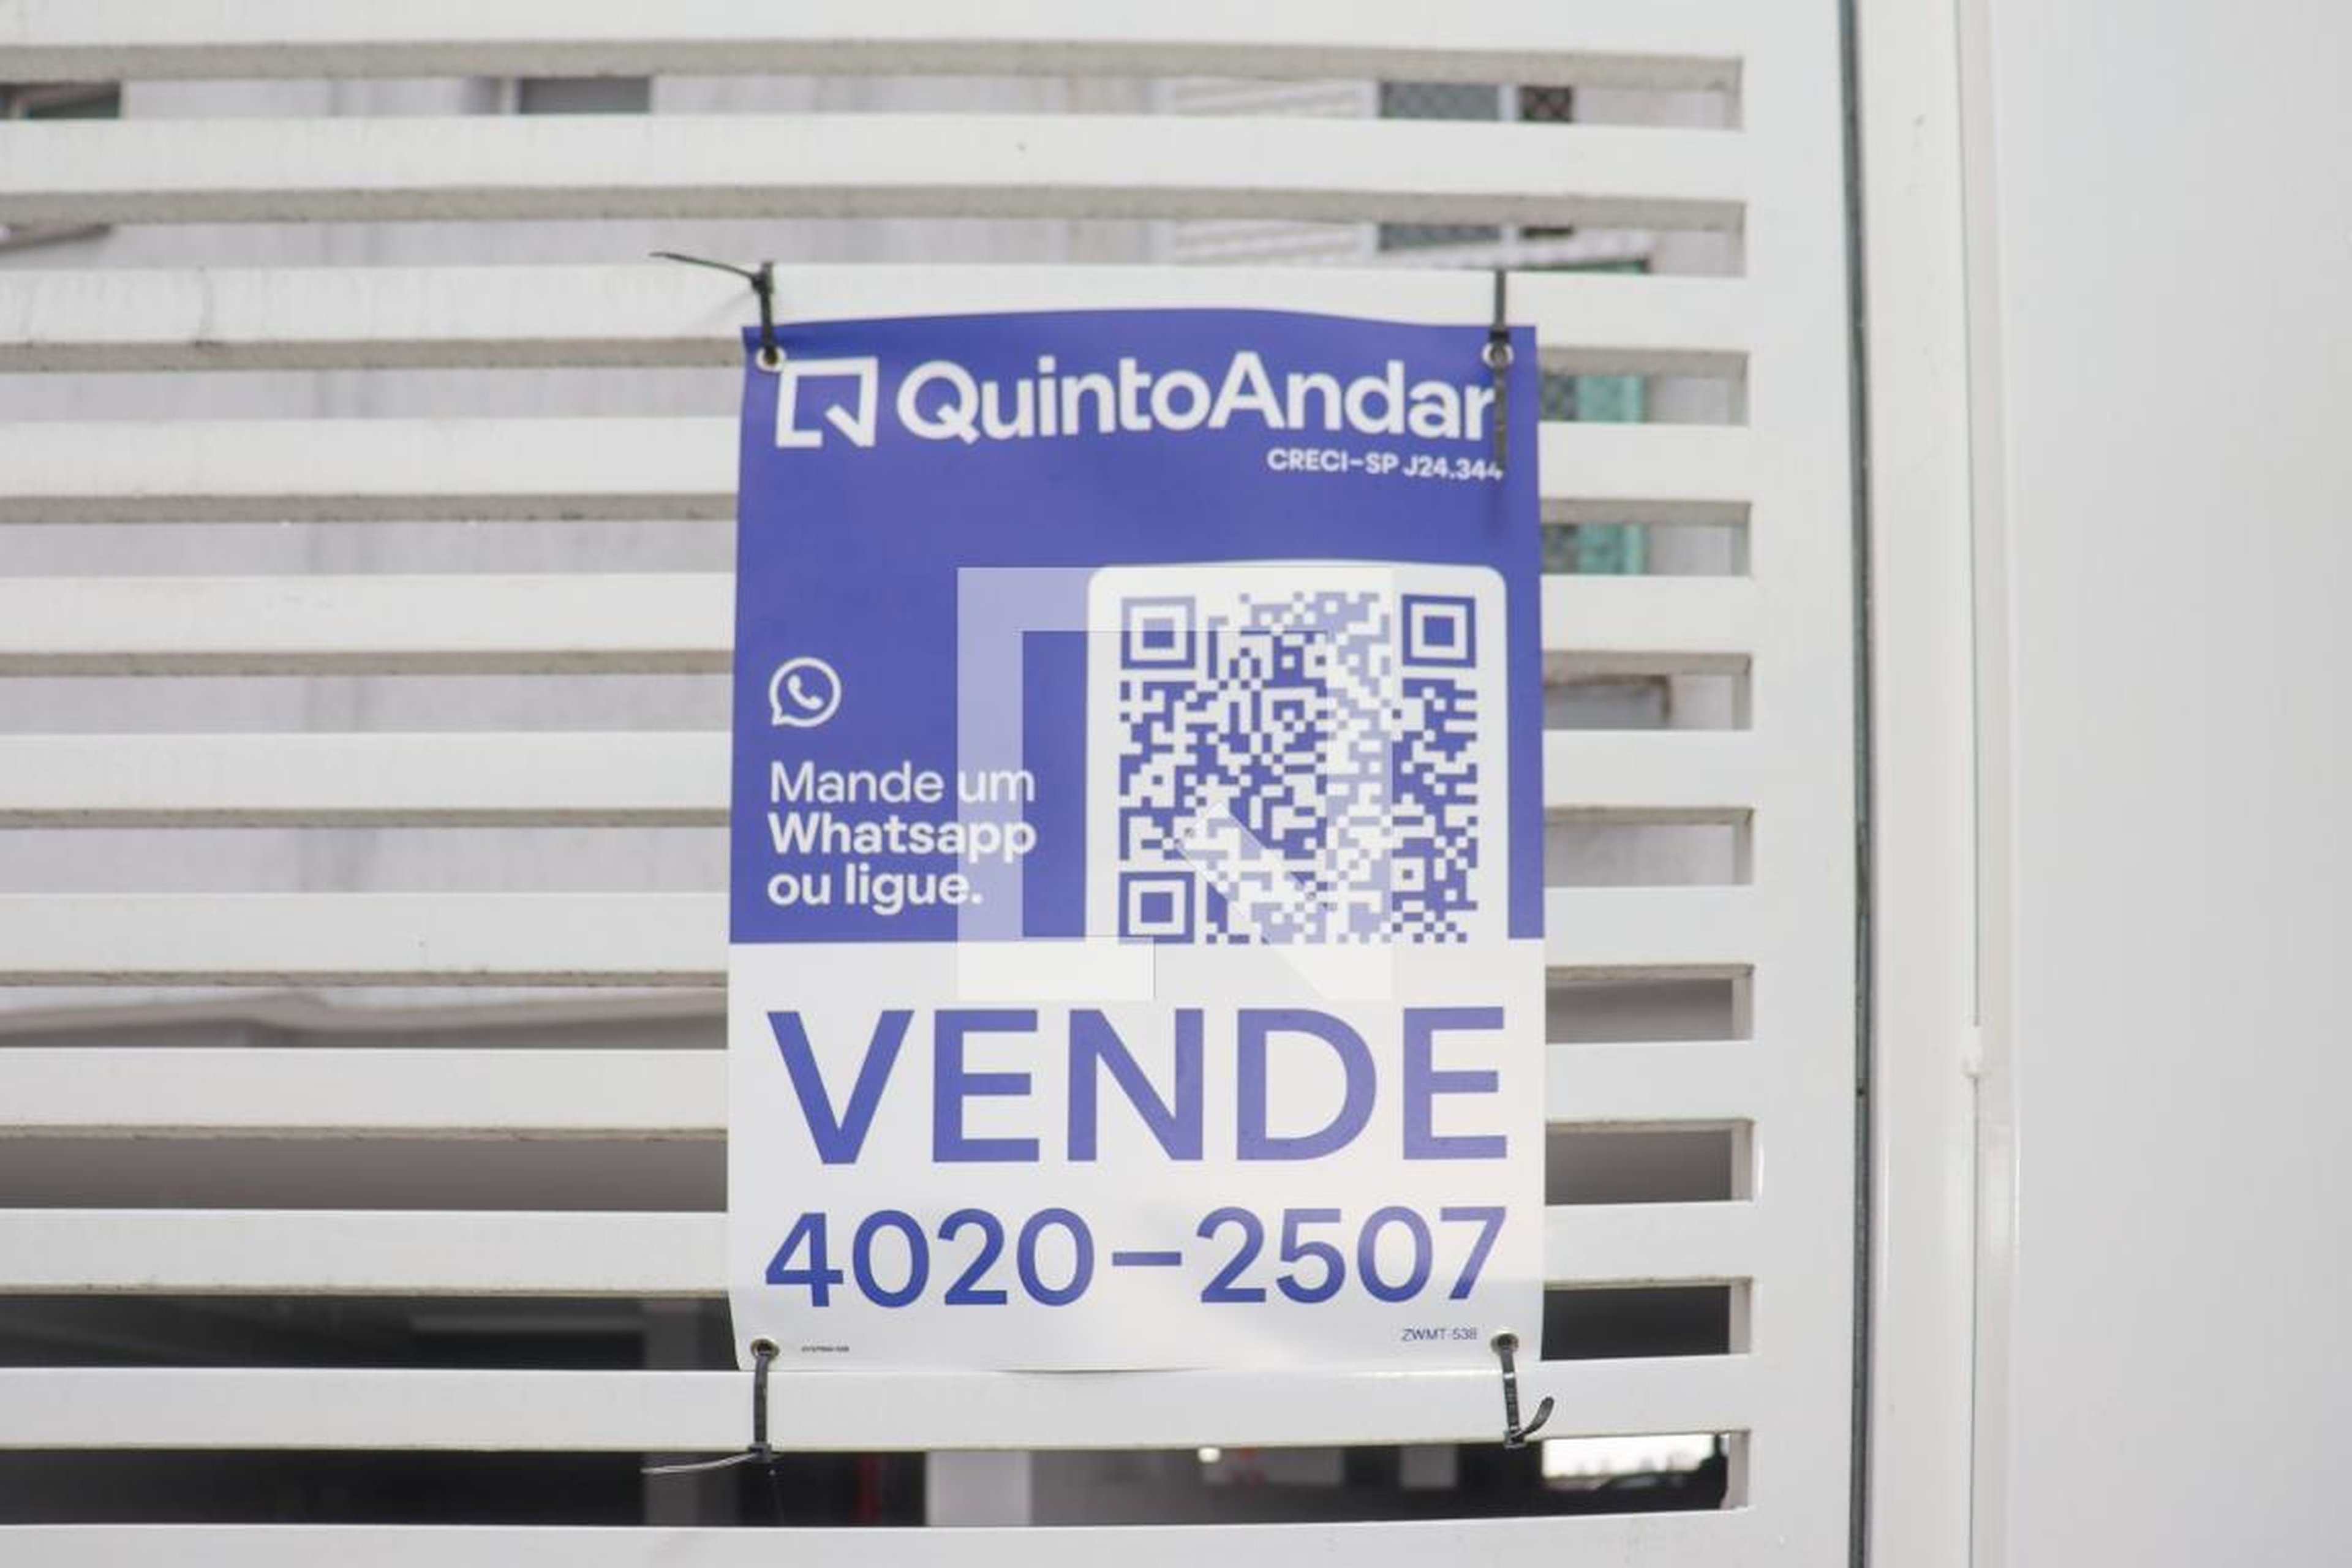 QuintoAndar
CRECI-SP J24.344
Mande um
Whatsapp
ou ligue.
VENDE
4020-2507
ZWMT-538